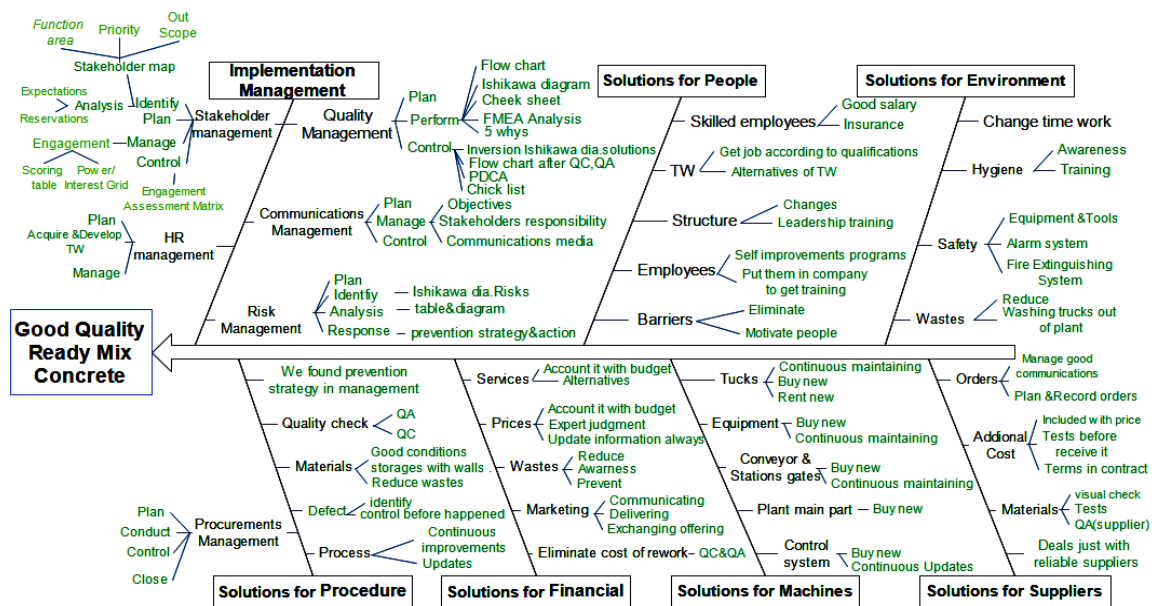 Function
area
Priority
Out
Scope
Stakeholder map
Expectations
Reservations
Analysis
Identify
Plan
Manage
Control
Stakeholder
management
Engagement
Scoring
table
Power/
Interest Grid
Engagement
Assessment Matrix
Plan
Acquire &Develop
TW
Manage
HR
management
Implementation
Management
Quality
Management
Plan
Perform
Control
Flow chart
Ishikawa diagram
Cheek sheet
FMEA Analysis
5 whys
Inversion Ishikawa dia.solutions
Flow chart after QC,QA
PDCA
Chick list
Communications
Management
Plan
Manage
Control
Objectives
Stakeholders responsibility
Communications media
Risk
Management
Plan
Identfiy
Analysis
Response
Ishikawa dia.Risks
table&diagram
prevention strategy&action
Solutions for People
Skilled employees
Good salary
Insurance
TW
Get job according to qualifications
Alternatives of TW
Structure
Changes
Leadership training
Employees
Self improvements programs
Put them in company
to get training
Barriers
Eliminate
Motivate people
Solutions for Environment
Change time work
Hygiene
Awareness
Training
Safety
Equipment &Tools
Alarm system
Fire Extinguishing
System
Wastes
Reduce
Washing trucks out
of plant
Good Quality
Ready Mix
Concrete
We found prevention
strategy in management
Quality check
QA
QC
Materials
Good conditions
storages with walls .
Reduce wastes
Defect
identify
control before happened
Process
Continuous
improvements
Updates
Plan
Conduct
Control
Close
Procurements
Management
Solutions for Procedure
Services
Account it with budget
Alternatives
Prices
Account it with budget
Expert judgment
Update information always
Wastes
Reduce
Awarness
Prevent
Marketing
Communicating
Delivering
Exchanging offering
Eliminate cost of rework
QC&QA
Solutions for Financial
Tucks
Continuous maintaining
Buy new
Rent new
Equipment
Buy new
Continuous maintaining
Conveyor &
Stations gates
Buy new
Continuous maintaining
Plant main part
Buy new
Control
system
Buy new
Continuous Updates
Solutions for Machines
Orders
Manage good
communications
Plan &Record orders
Addional
Cost
Included with price
Tests before
receive it
Terms in contract
Materials
visual check
Tests
QA(supplier)
Deals just with
reliable suppliers
Solutions for Suppliers